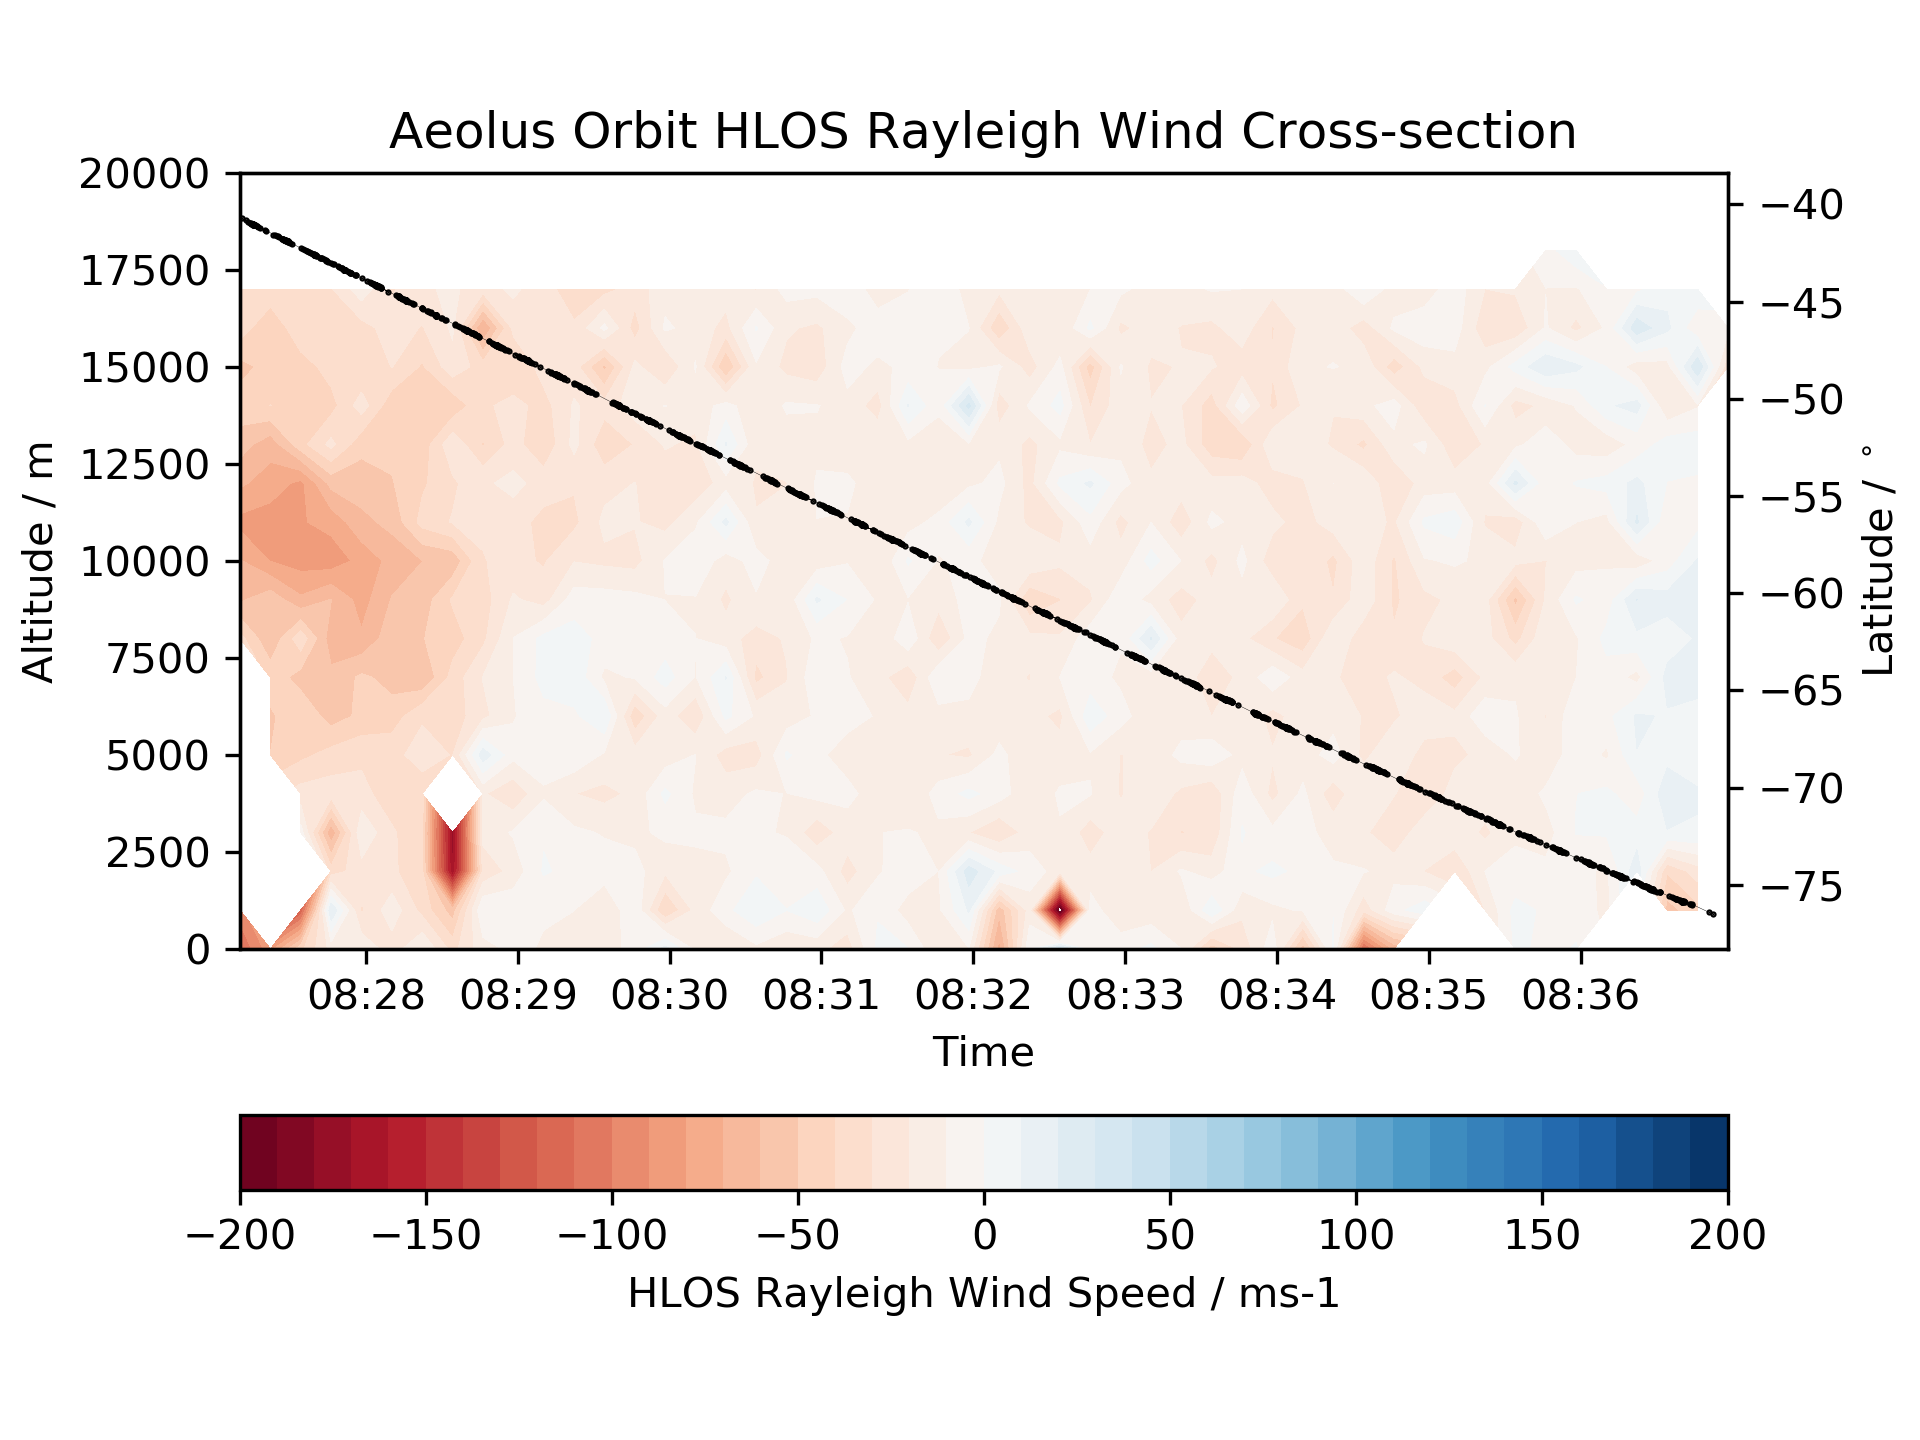 Aeolus Orbit HLOS Rayleigh Wind Cross-section
20000
17500
15000
12500
10000
7500
5000
2500
0
Altitude / m
−40
−45
−50
−55
−60
−65
−70
−75
Latitude / °
08:28 08:29 08:30 08:31 08:32 08:33 08:34 08:35 08:36
Time
−200 −150 −100 −50 0 50 100 150 200
HLOS Rayleigh Wind Speed / ms-1